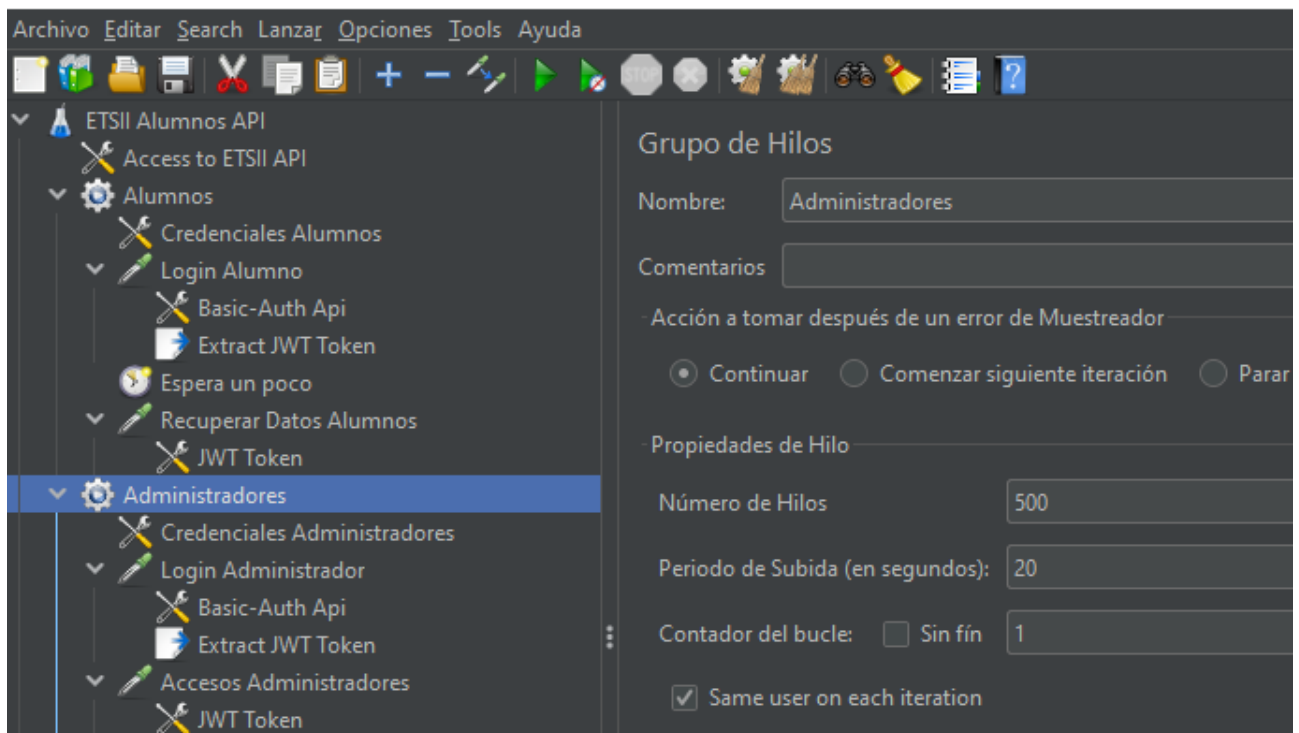 Archivo Editar Search Lanzar Opciones Tools Ayuda
STOP
?
ETSII Alumnos API
Access to ETSII API
Alumnos
Credenciales Alumnos
Login Alumno
Basic-Auth Api
Extract JWT Token
Espera un poco
Recuperar Datos Alumnos
JWT Token
Administradores
Credenciales Administradores
Login Administrador
Basic-Auth Api
Extract JWT Token
Accesos Administradores
JWT Token
Grupo de Hilos
Nombre: Administradores
Comentarios
Acción a tomar después de un error de Muestreador
Continuar Comenzar siguiente iteración Parar
Propiedades de Hilo
Número de Hilos 500
Periodo de Subida (en segundos): 20
Contador del bucle: Sin fín 1
Same user on each iteration